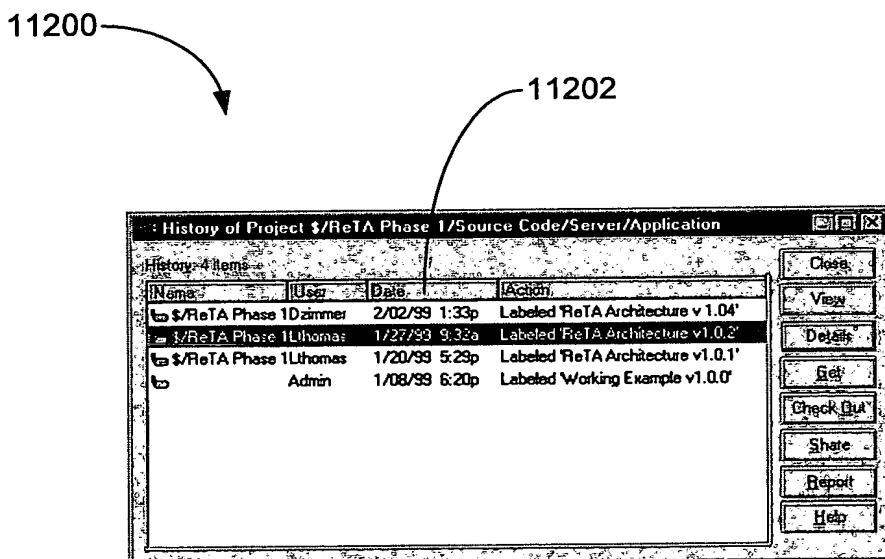 11200
11202
History of Project $/ReTA Phase 1/Source Code/Server/Application
History: 4 items
Name User Date Action
$/ReTA Phase 1 Dzimmer 2/02/99 1:33p Labeled 'ReTA Architecture v 1.04'
$/ReTA Phase 1 Lthomas 1/27/99 9:32a Labeled 'ReTA Architecture v1.0.2'
$/ReTA Phase 1 Lthomas 1/20/99 5:29p Labeled 'ReTA Architecture v1.0.1'
Admin 1/08/99 6:20p Labeled 'Working Example v1.0.0'
Close
View
Details
Get
Check Out
Share
Report
Help